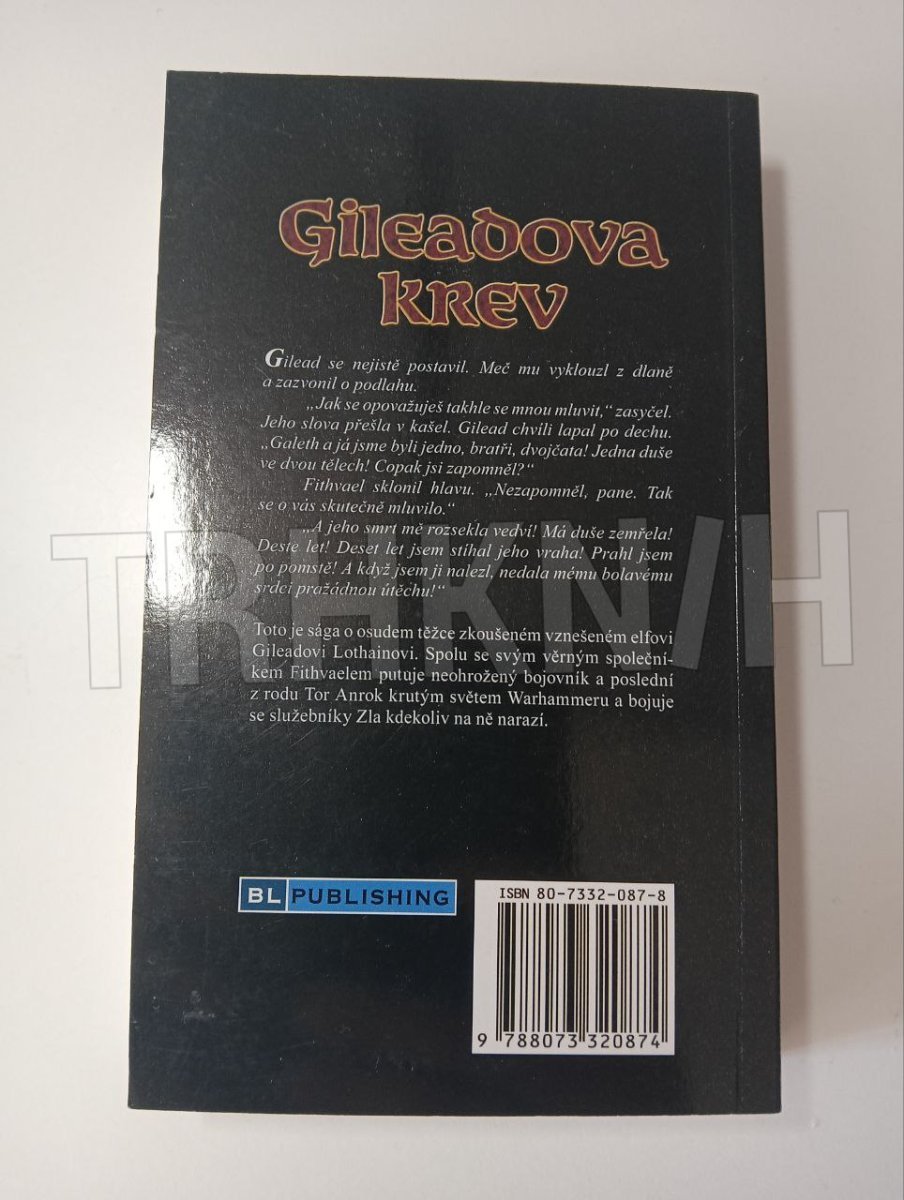 Gileadova
krev
Gilead se nejistě postavil. Meč mu vyklouzl z dlaně
a zazvonil o podlahu.
„Jak se opovažuješ takhle se mnou mluvit,“ zasyčel.
Jeho slova přešla v kašel. Gilead chvíli lapal po dechu.
„Galeth a já jsme byli jedno, bratři, dvojčata! Jedna duše
ve dvou tělech! Copak jsi zapomněl?“
Fithvael sklonil hlavu. „Nezapomněl, pane. Tak
se o vás skutečně mluvilo.“
„A jeho smrt mě rozsekla vedví! Má duše zemřela!
Deste let! Deset let jsem stíhal jeho vraha! Prahl jsem
po pomstě! A když jsem ji nalezl, nedala mému bolavému
srdci pražádnou útěchu!“
Toto je sága o osudem těžce zkoušeném vznešeném elfovi
Gileadovi Lothainovi. Spolu se svým věrným společní-
kem Fithvaelem putuje neohrožený bojovník a poslední
z rodu Tor Anrok krutým světem Warhammeru a bojuje
se služebníky Zla kdekoliv na ně narazí.
TRHKNIH
BL PUBLISHING
ISBN 80-7332-087-8
9 788073 320874